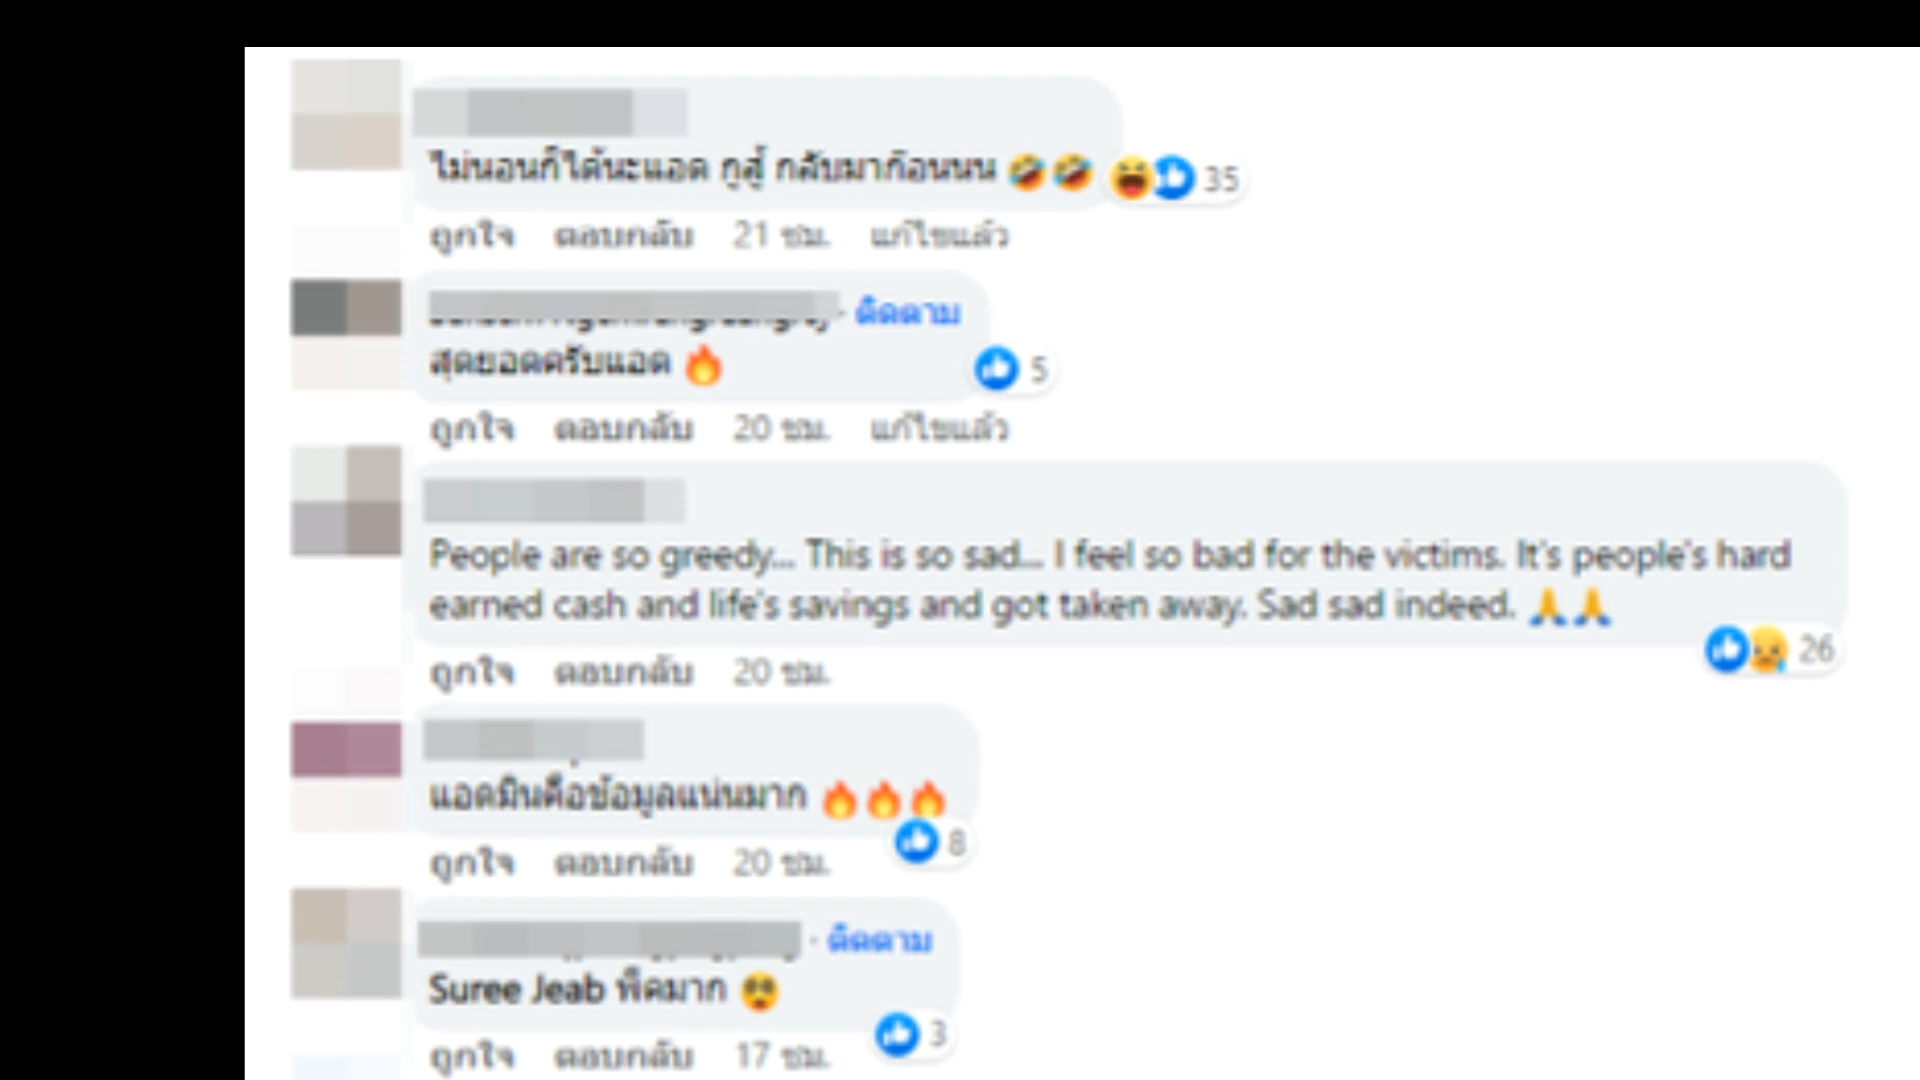 ไม่นอนก็ได้นะแอด กูสู้ กลับมาก๊อนนน 🤣🤣 35
ถูกใจ ตอบกลับ 21 ชม. แก้ไขแล้ว
ติดตาม
สุดยอดครับแอด 🔥 5
ถูกใจ ตอบกลับ 20 ชม. แก้ไขแล้ว
People are so greedy... This is so sad... I feel so bad for the victims. It's people's hard
earned cash and life's savings and got taken away. Sad sad indeed. 🙏🙏
26
ถูกใจ ตอบกลับ 20 ชม.
แอดมินคือข้อมูลแน่นมาก 🔥🔥🔥
8
ถูกใจ ตอบกลับ 20 ชม.
ติดตาม
Suree Jeab พีคมาก 😲
3
ถูกใจ ตอบกลับ 17 ชม.